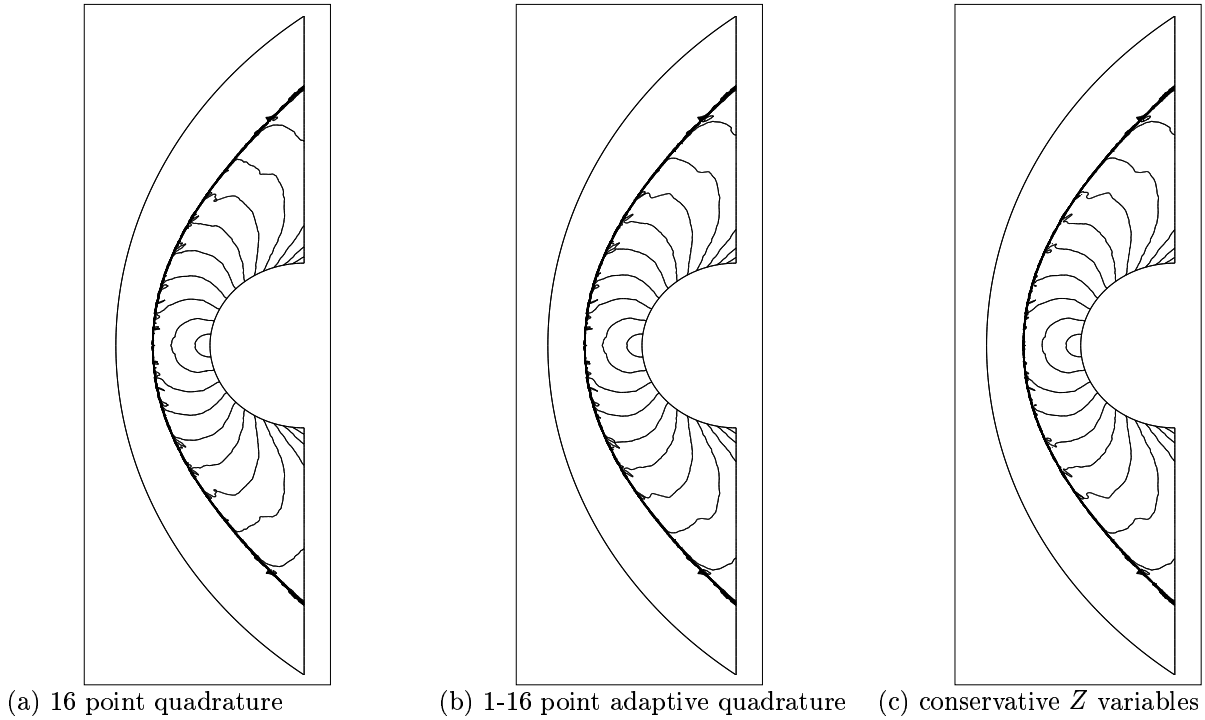 (a) 16 point quadrature
(b) 1-16 point adaptive quadrature
(c) conservative Z variables